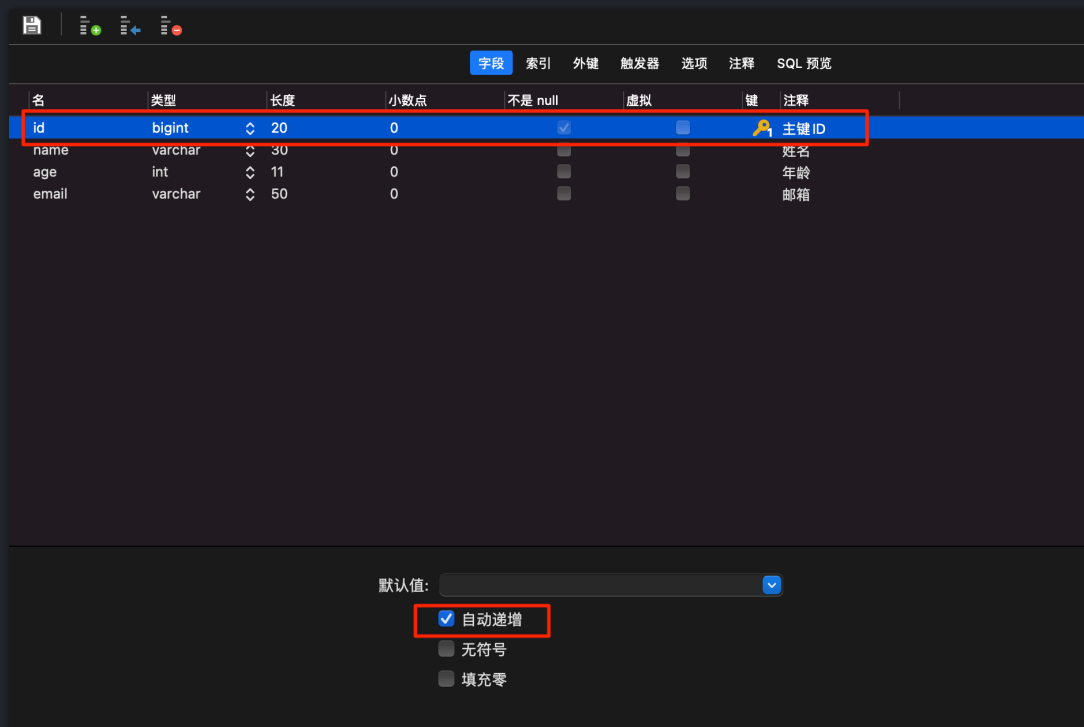 字段 索引 外键 触发器 选项 注释 SQL 预览
名 类型 长度 小数点 不是 null 虚拟 键 注释
id bigint 20 0 1 主键ID
name varchar 30 0 姓名
age int 11 0 年龄
email varchar 50 0 邮箱
默认值:
自动递增
无符号
填充零